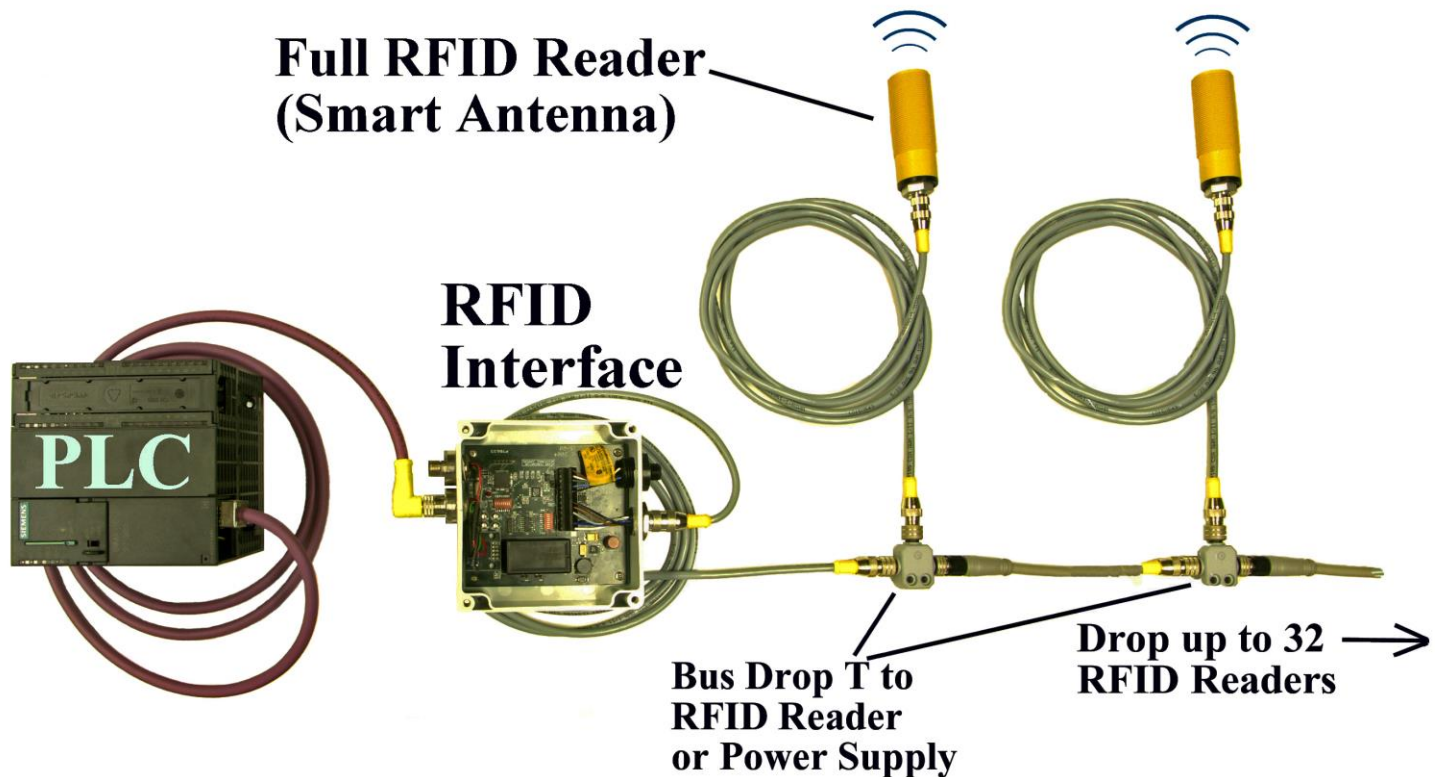 Full RFID Reader
(Smart Antenna)
RFID
Interface
PLC
SIEMENS
Bus Drop T to
RFID Reader
or Power Supply
Drop up to 32
RFID Readers